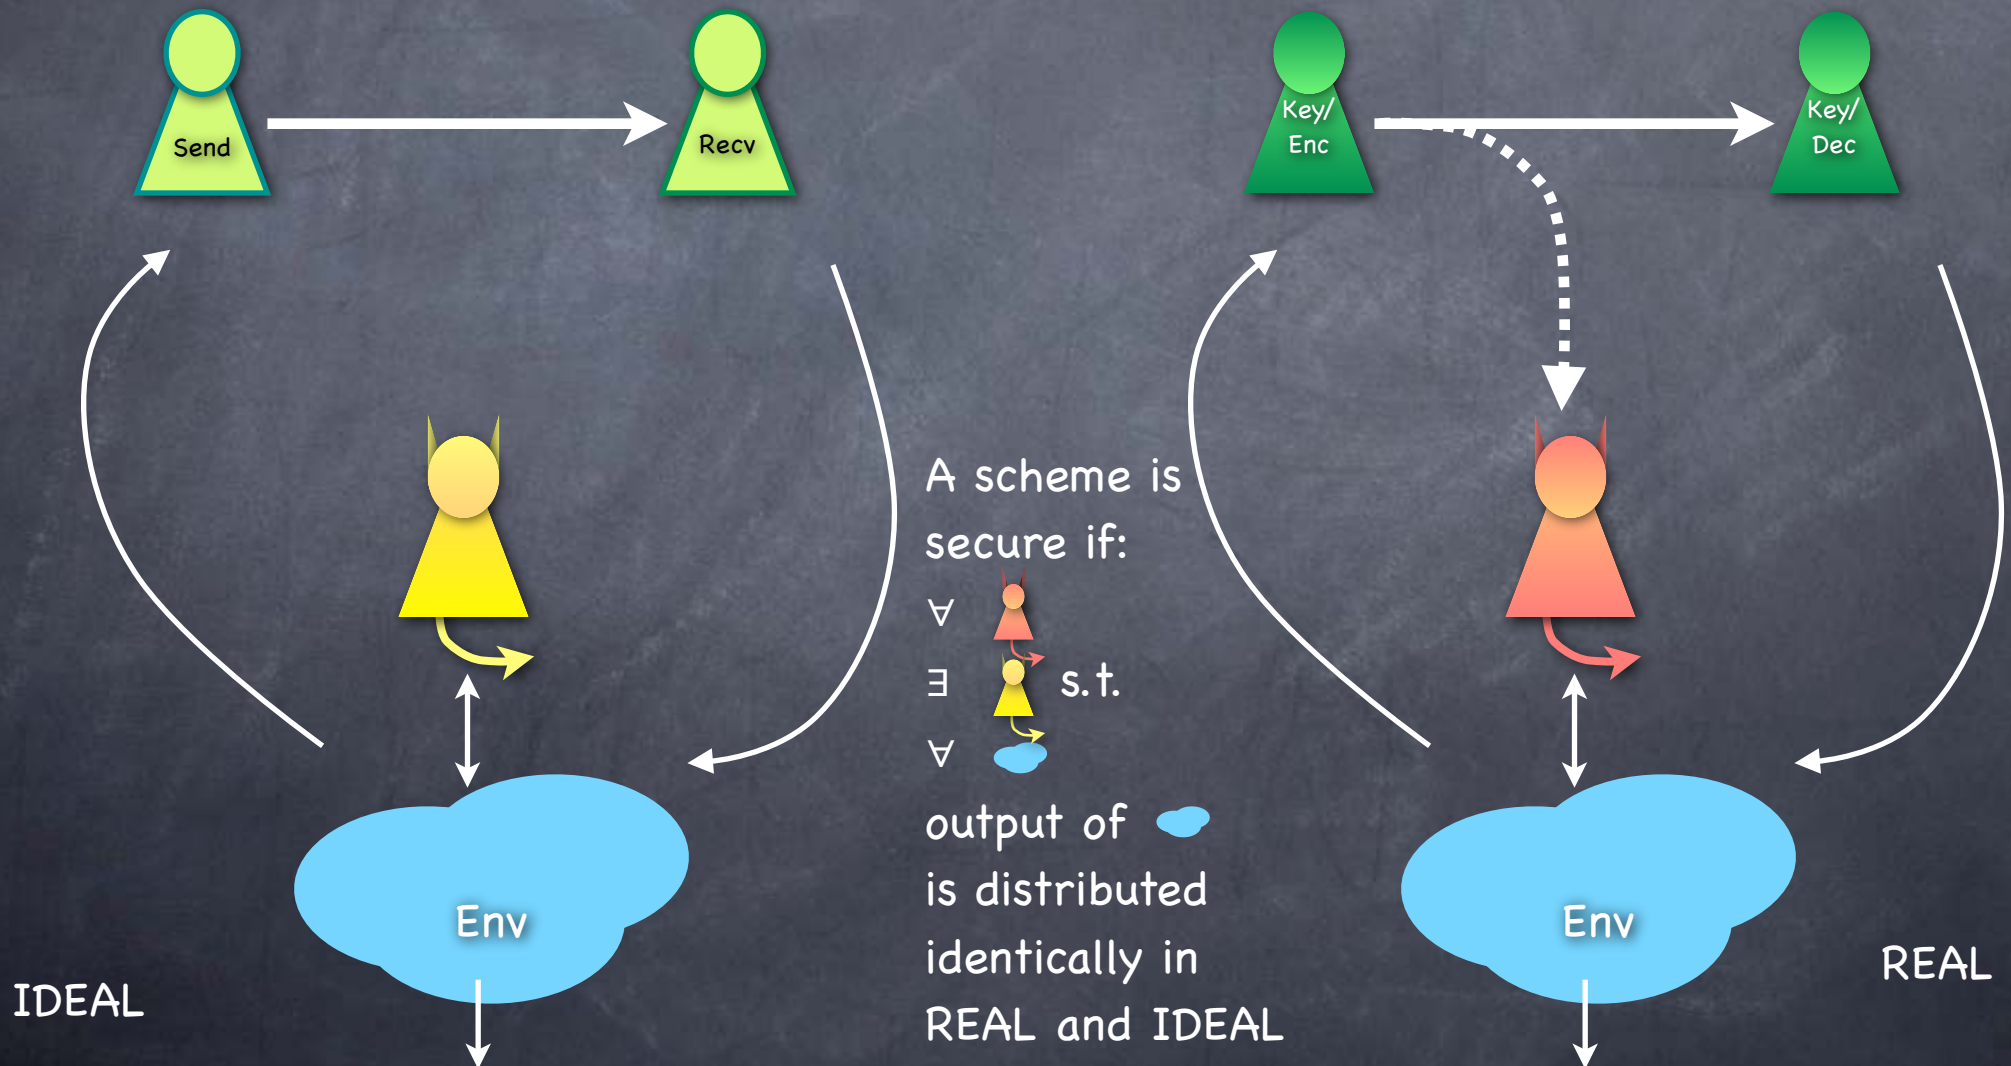 Send
Recv
Key/
Enc
Key/
Dec
A scheme is
secure if:
∀
∃ s.t.
∀
output of
is distributed
identically in
REAL and IDEAL
Env
Env
IDEAL
REAL